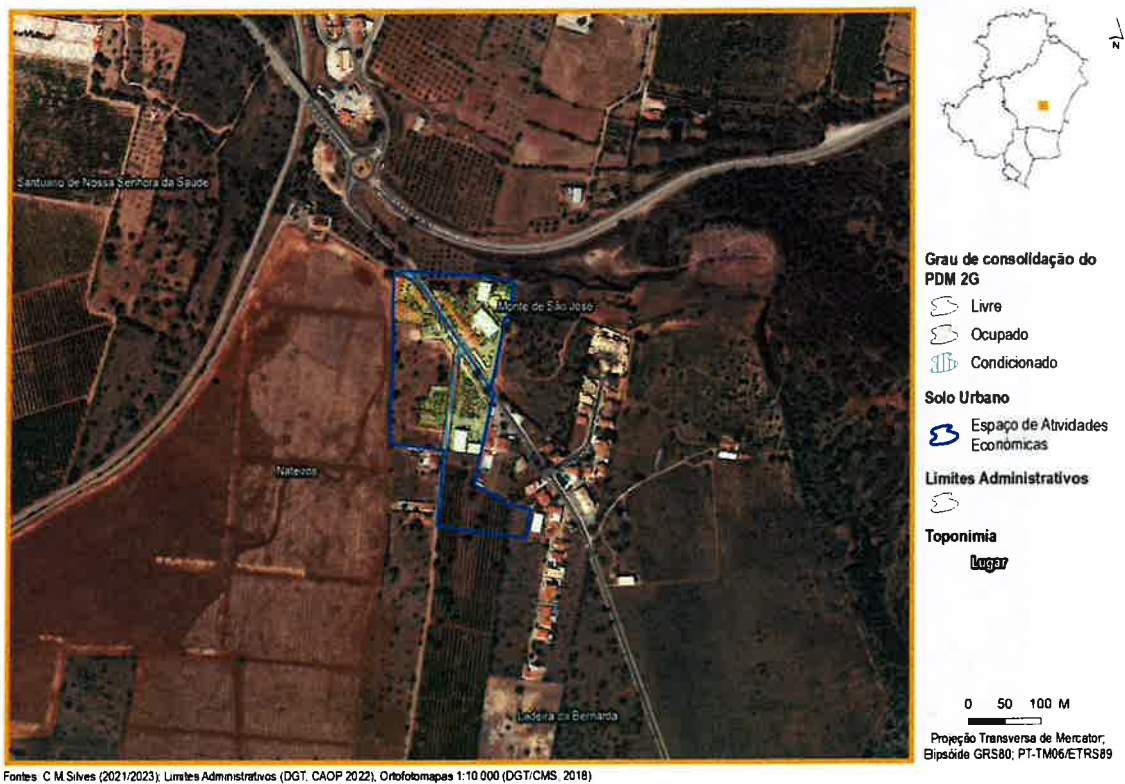 Santuário de Nossa Senhora da Saúde
Monte de São José
Ladeira da Bernarda
N
Grau de consolidação do
PDM 2G
Livre
Ocupado
Condicionado
Solo Urbano
Espaço de Atividades
Económicas
Limites Administrativos
Toponimia
Lugar
0 50 100 M
Projeção Transversa de Mercator;
Elipsóide GRS80; PT-TM06/ETRS89
Fontes C M Silves (2021/2023); Limites Administrativos (DGT, CAOP 2022), Ortofotomapas 1:10 000 (DGT/CMS, 2018)